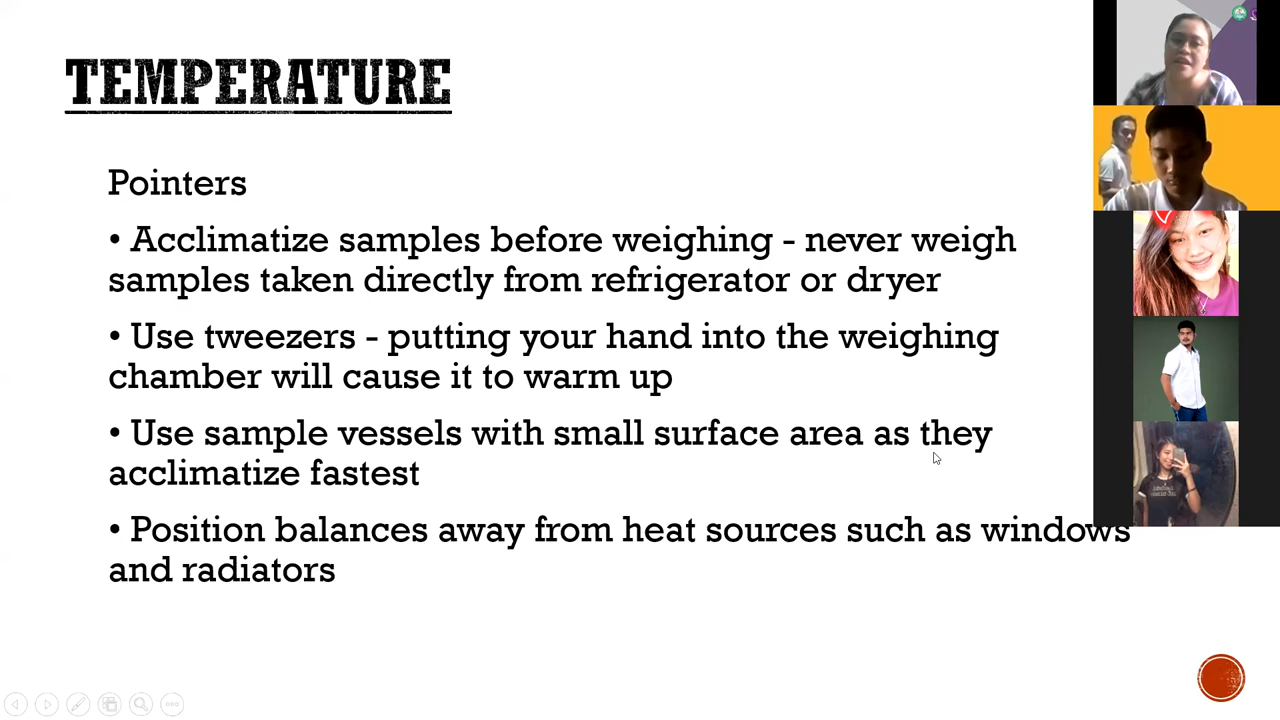 TEMPERATURE
Pointers
• Acclimatize samples before weighing - never weigh
samples taken directly from refrigerator or dryer
• Use tweezers - putting your hand into the weighing
chamber will cause it to warm up
• Use sample vessels with small surface area as they
acclimatize fastest
• Position balances away from heat sources such as windows
and radiators